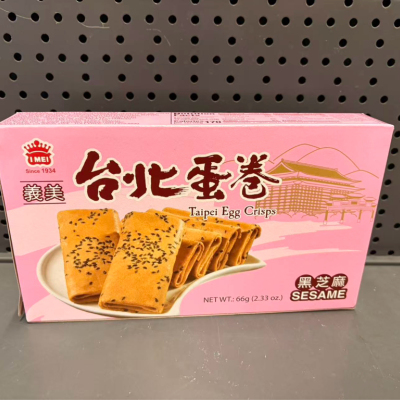 I MEI
Since 1934
義美
台北蛋卷
Taipei Egg Crisps
NET WT.: 66g (2.33 oz.)
黑芝麻
SESAME